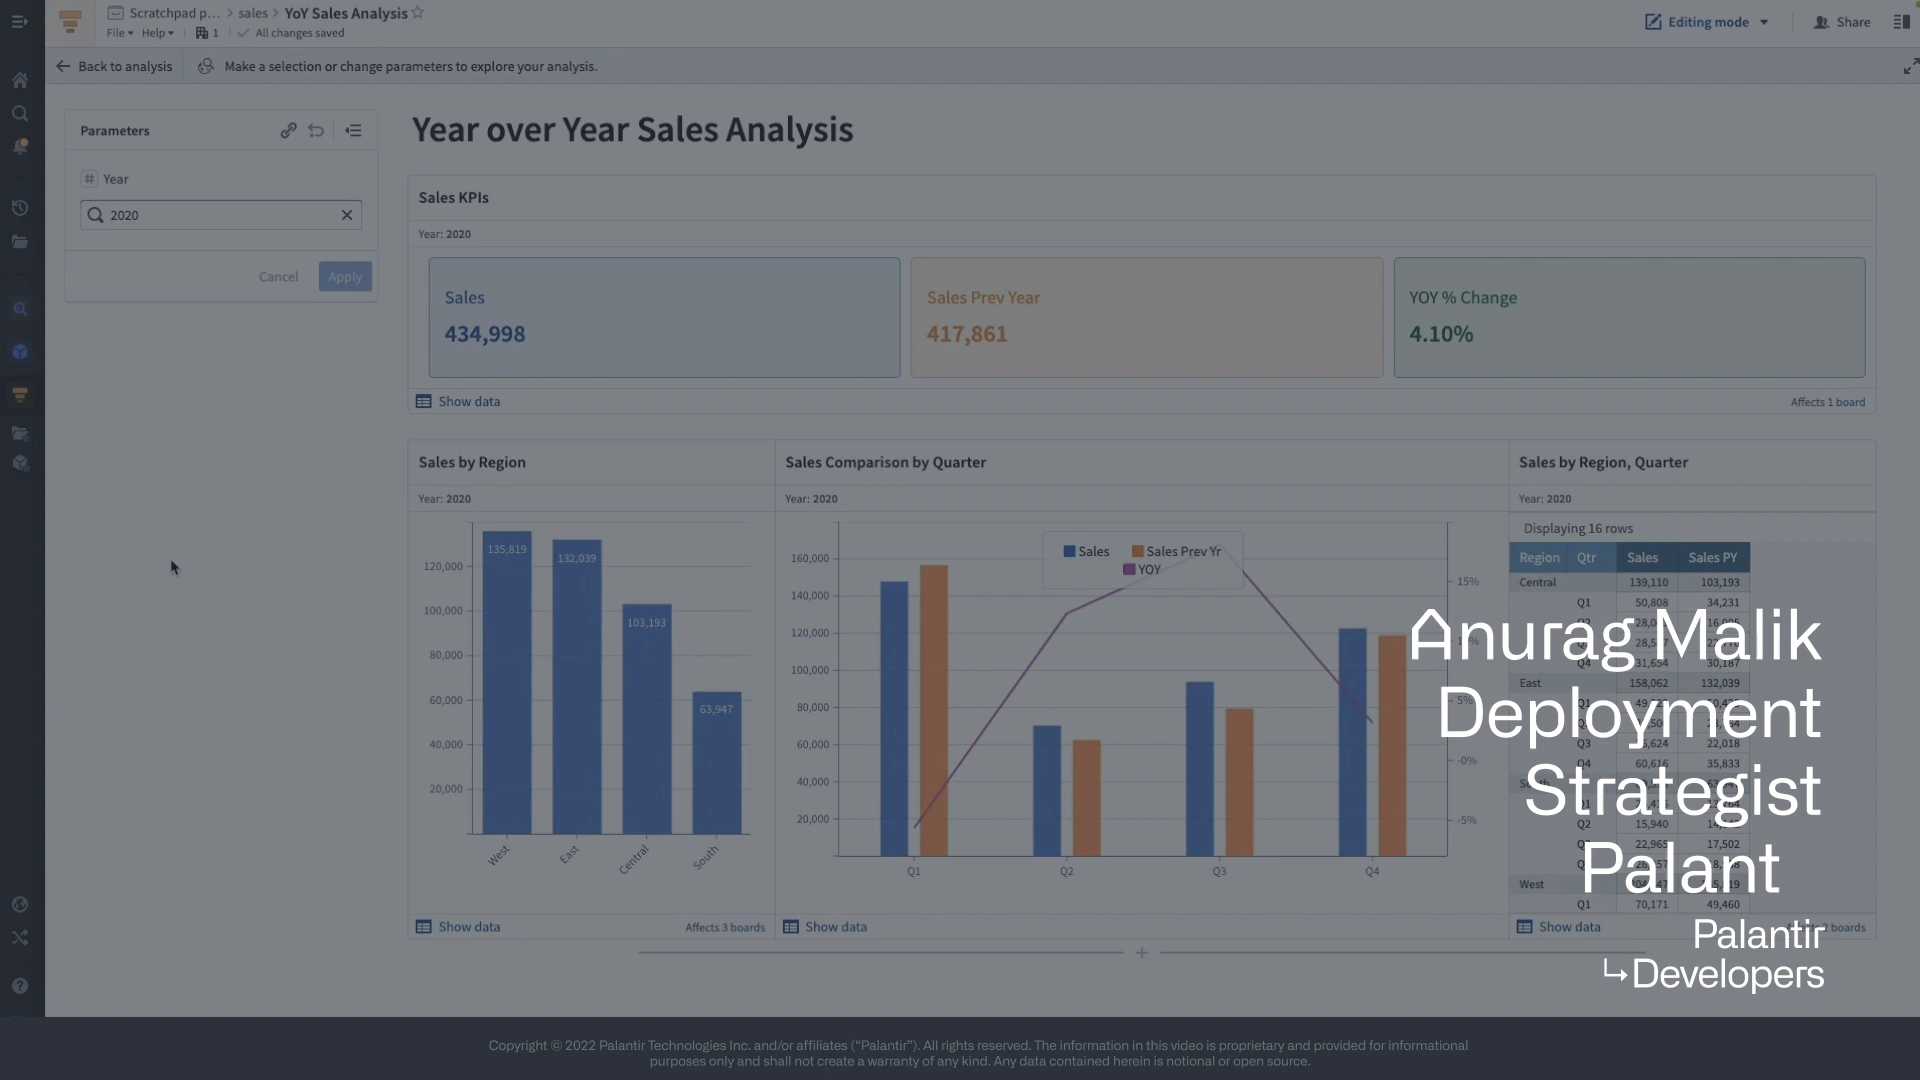 Scratchpad p... > sales > YoY Sales Analysis
File Help 1 All changes saved
Editing mode
Share
Back to analysis
Make a selection or change parameters to explore your analysis.
Parameters
Year
2020
Cancel Apply
Year over Year Sales Analysis
Sales KPIs
Year: 2020
Sales
434,998
Sales Prev Year
417,861
YOY % Change
4.10%
Show data
Affects 1 board
Sales by Region
Year: 2020
135,819
132,039
103,193
63,947
120,000
100,000
80,000
60,000
40,000
20,000
West
East
Central
South
Show data
Affects 3 boards
Sales Comparison by Quarter
Year: 2020
Sales Sales Prev Yr
YOY
160,000
140,000
120,000
100,000
80,000
60,000
40,000
20,000
15%
5%
-0%
-5%
Q1
Q2
Q3
Q4
Show data
Sales by Region, Quarter
Year: 2020
Displaying 16 rows
Region Qtr Sales Sales PY
Central 139,110 103,193
Q1 50,808 34,231
Q4 31,654 30,187
East 158,062 132,039
Q3 22,018
Q4 60,616 35,833
Q2 15,940
22,965 17,502
West
Q1 70,171 49,460
Show data
boards
Anurag Malik
Deployment
Strategist
Palant
Palantir
Developers
Copyright © 2022 Palantir Technologies Inc. and/or affiliates (“Palantir”). All rights reserved. The information in this video is proprietary and provided for informational
purposes only and shall not create a warranty of any kind. Any data contained herein is notional or open source.